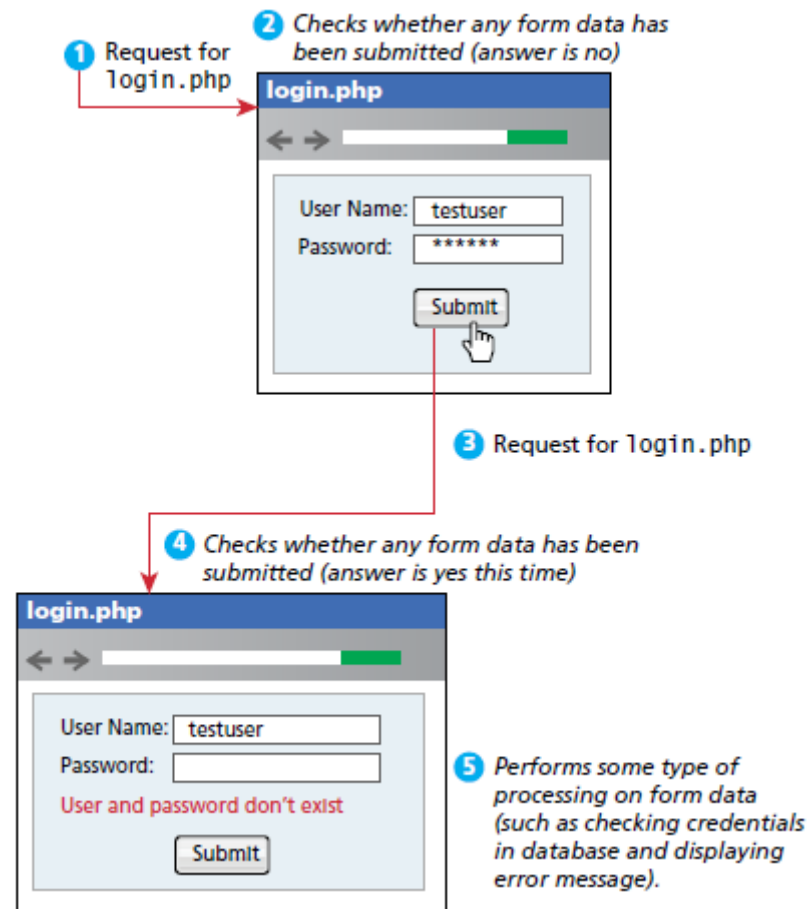 1 Request for
login.php
2 Checks whether any form data has
been submitted (answer is no)
login.php
User Name: testuser
Password: ******
Submit
3 Request for login.php
4 Checks whether any form data has been
submitted (answer is yes this time)
login.php
User Name: testuser
Password:
User and password don't exist
Submit
5 Performs some type of
processing on form data
(such as checking credentials
in database and displaying
error message).